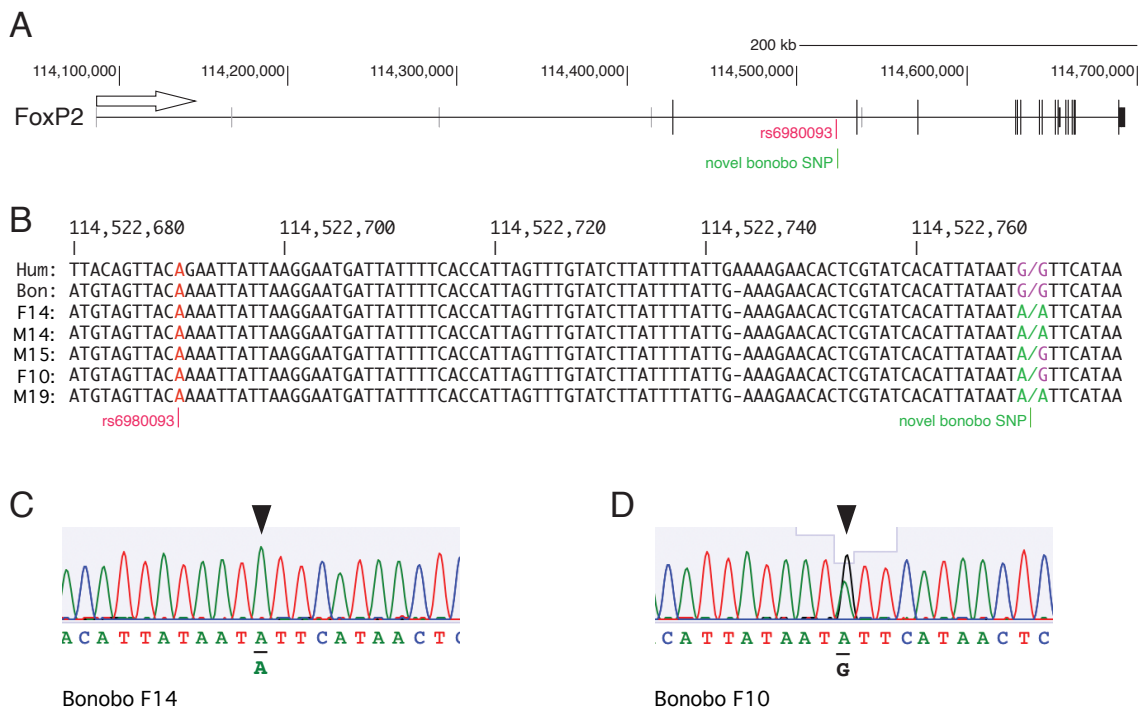 A
200 kb
114,100,000 114,200,000 114,300,000 114,400,000 114,500,000 114,600,000 114,700,000
FoxP2
rs6980093
novel bonobo SNP
B
114,522,680 114,522,700 114,522,720 114,522,740 114,522,760
Hum: TTACAGTTACAGAATTATTAAGGAATGATTATTTTCACCATTAGTTTGTATCTTATTTTATTGAAAAGAACACTCGTATCACATTATAATG/GTTCATAA
Bon: ATGTAGTTACAAAATTATTAAGGAATGATTATTTTCACCATTAGTTTGTATCTTATTTTATTG-AAAGAACACTCGTATCACATTATAATG/GTTCATAA
F14: ATGTAGTTACAAAATTATTAAGGAATGATTATTTTCACCATTAGTTTGTATCTTATTTTATTG-AAAGAACACTCGTATCACATTATAATA/ATTCATAA
M14: ATGTAGTTACAAAATTATTAAGGAATGATTATTTTCACCATTAGTTTGTATCTTATTTTATTG-AAAGAACACTCGTATCACATTATAATA/ATTCATAA
M15: ATGTAGTTACAAAATTATTAAGGAATGATTATTTTCACCATTAGTTTGTATCTTATTTTATTG-AAAGAACACTCGTATCACATTATAATA/GTTCATAA
F10: ATGTAGTTACAAAATTATTAAGGAATGATTATTTTCACCATTAGTTTGTATCTTATTTTATTG-AAAGAACACTCGTATCACATTATAATA/GTTCATAA
M19: ATGTAGTTACAAAATTATTAAGGAATGATTATTTTCACCATTAGTTTGTATCTTATTTTATTG-AAAGAACACTCGTATCACATTATAATA/ATTCATAA
rs6980093 novel bonobo SNP
C
A C A T T A T A A T A T T C A T A A C T C
A
Bonobo F14
D
C A T T A T A A T A T T C A T A A C T C
G
Bonobo F10